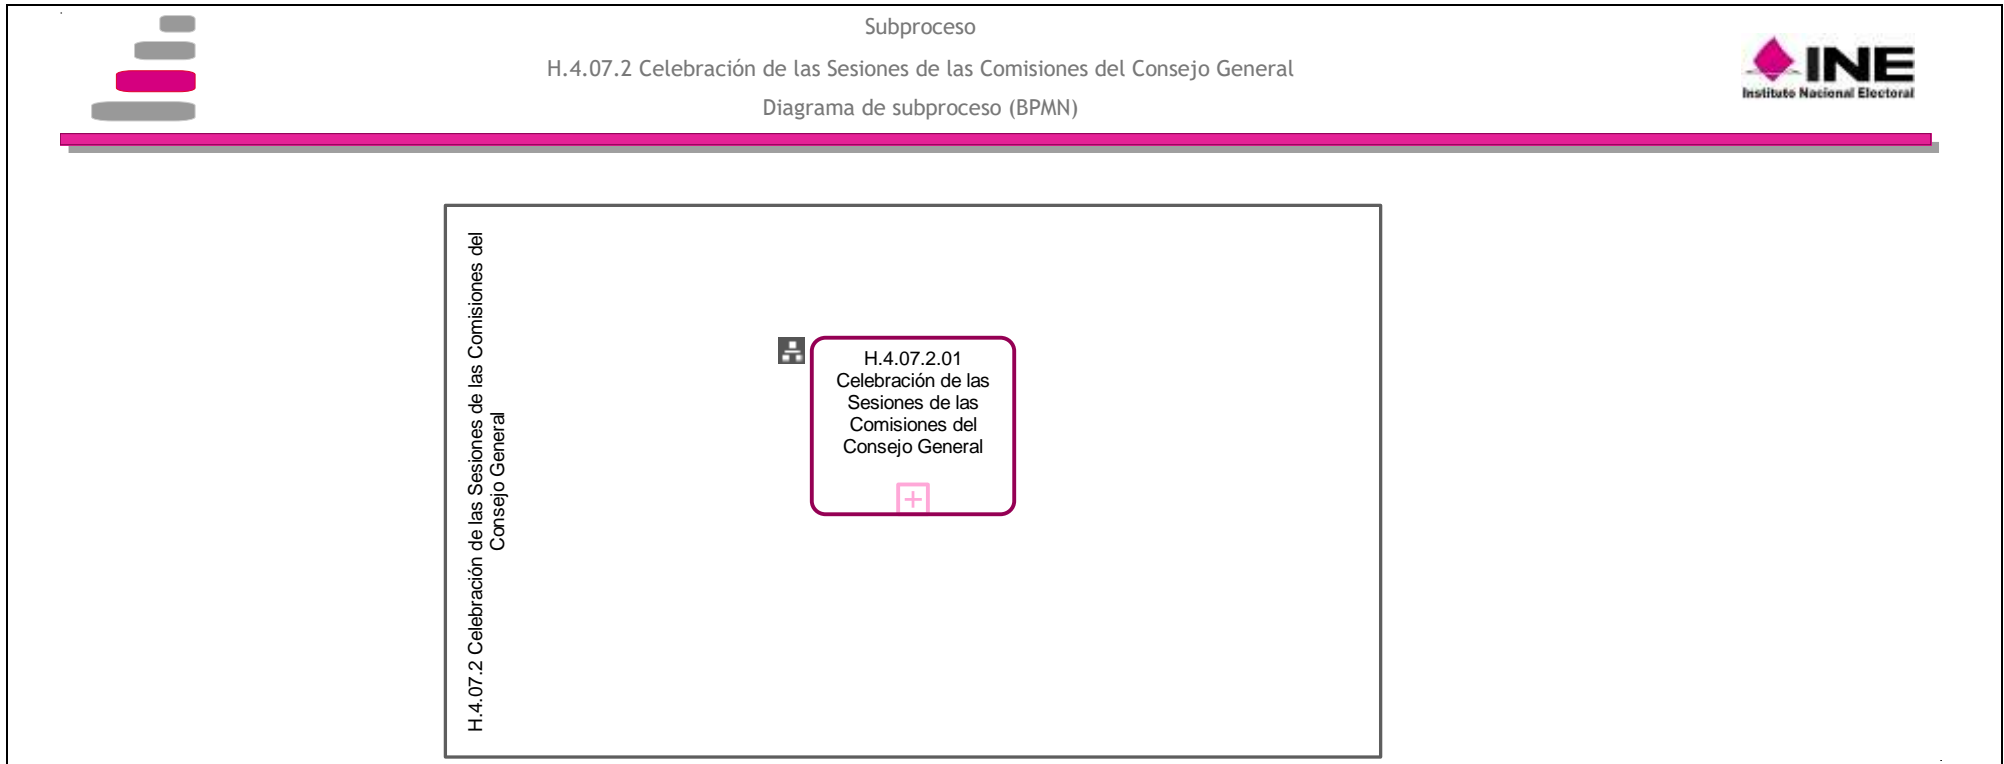 Subproceso
H.4.07.2 Celebración de las Sesiones de las Comisiones del Consejo General
Diagrama de subproceso (BPMN)
INE
Instituto Nacional Electoral
H.4.07.2 Celebración de las Sesiones de las Comisiones del
Consejo General
H.4.07.2.01
Celebración de las
Sesiones de las
Comisiones del
Consejo General